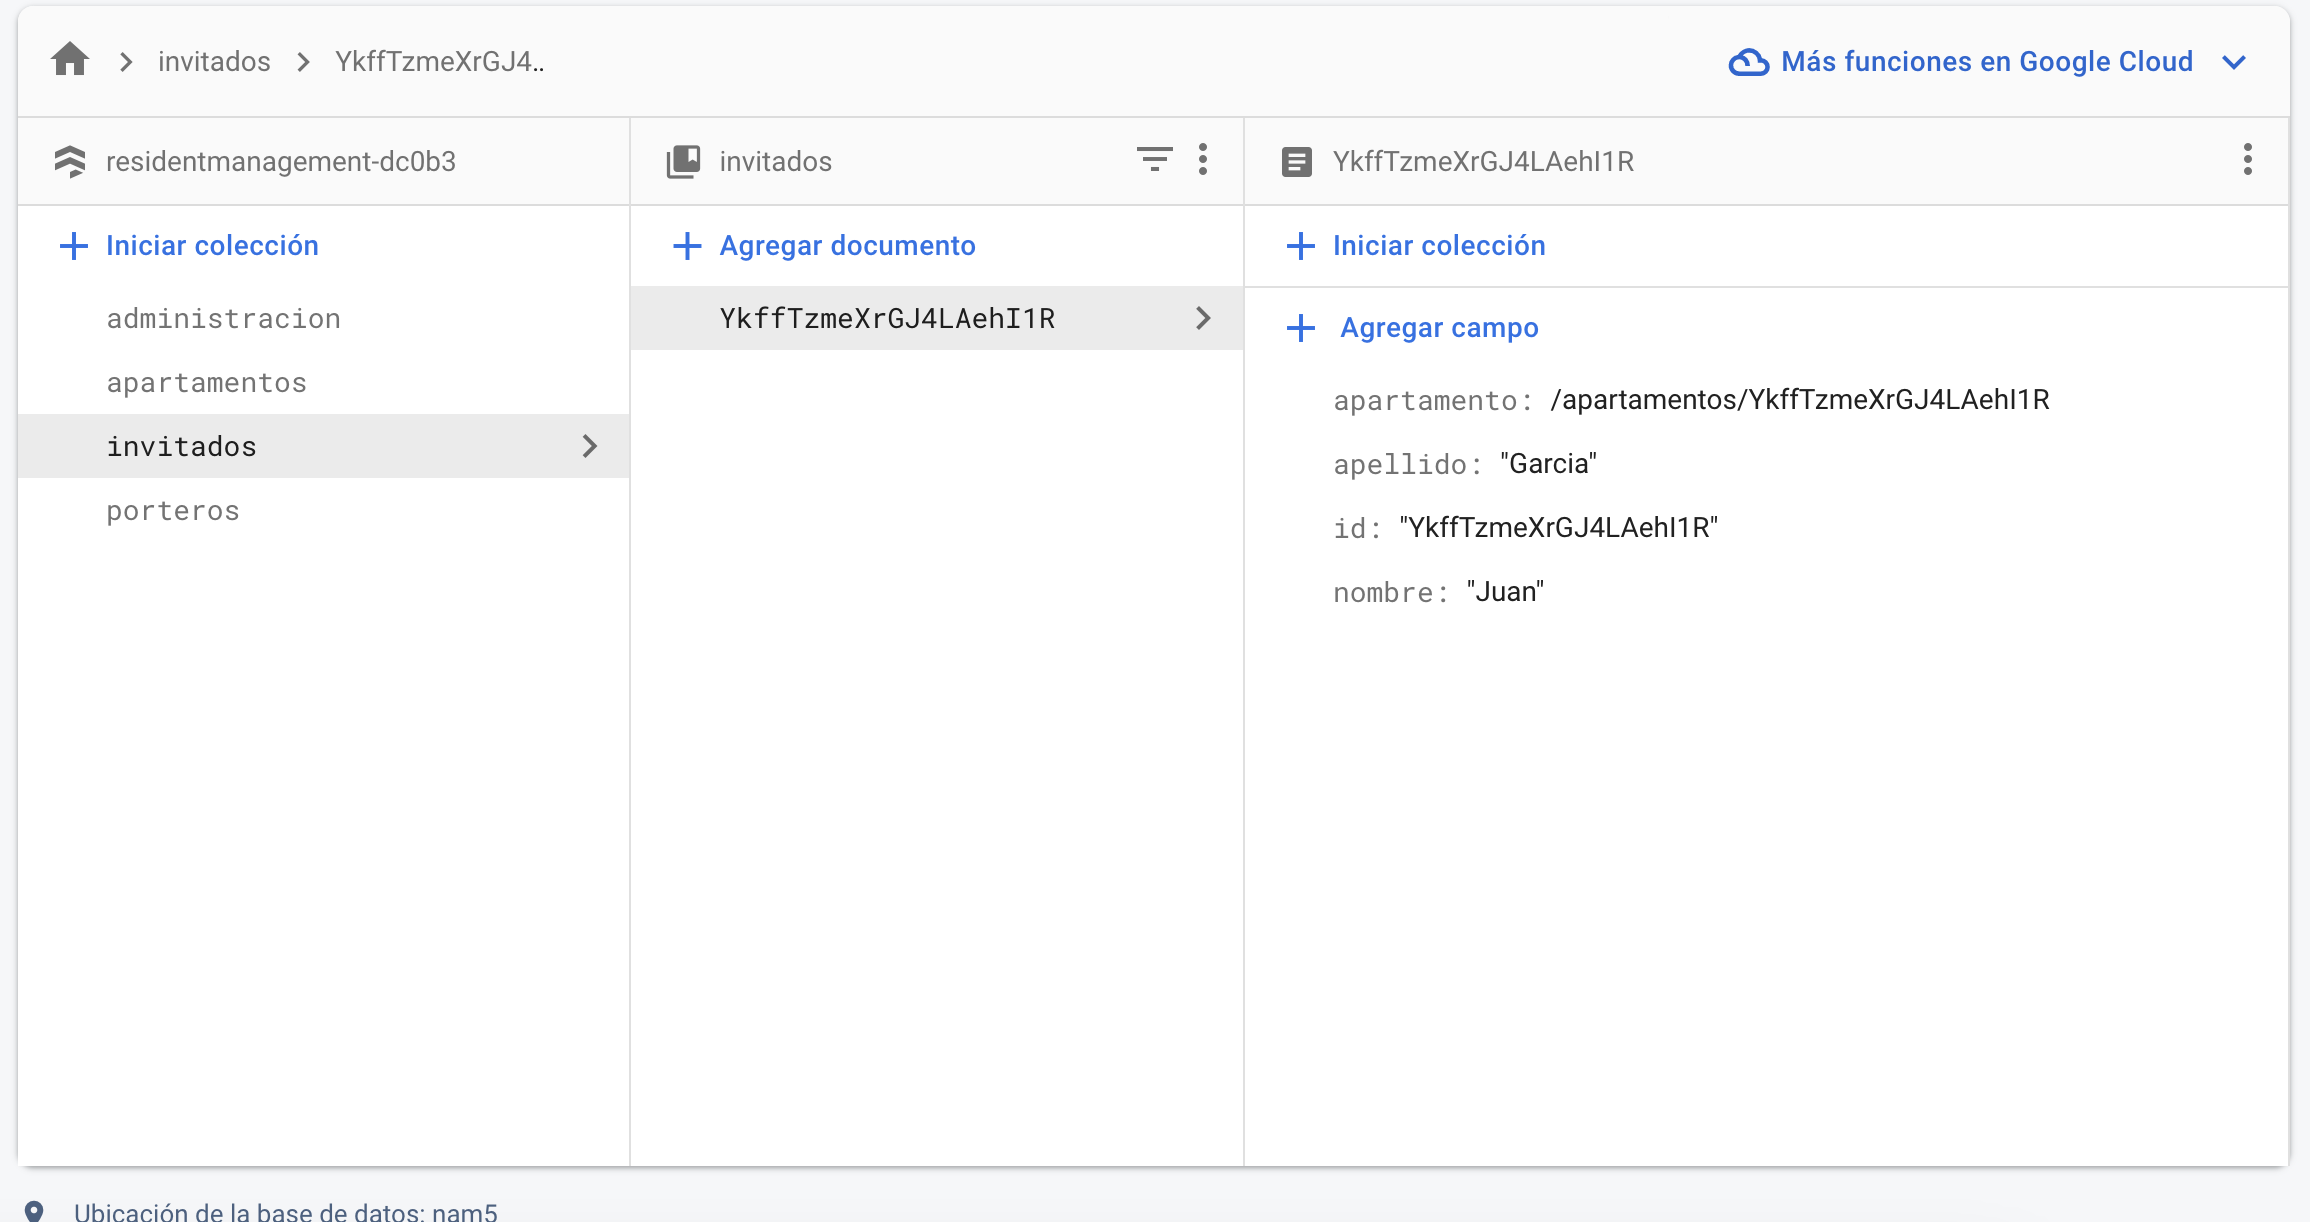 invitados
YkffTzmeXrGJ4..
Más funciones en Google Cloud
residentmanagement-dc0b3
Iniciar colección
administracion
apartamentos
invitados
porteros
invitados
Agregar documento
YkffTzmeXrGJ4LAehI1R
YkffTzmeXrGJ4LAehI1R
Iniciar colección
Agregar campo
apartamento: /apartamentos/YkffTzmeXrGJ4LAehI1R
apellido: "Garcia"
id: "YkffTzmeXrGJ4LAehI1R"
nombre: "Juan"
Ubicación de la base de datos: nam5